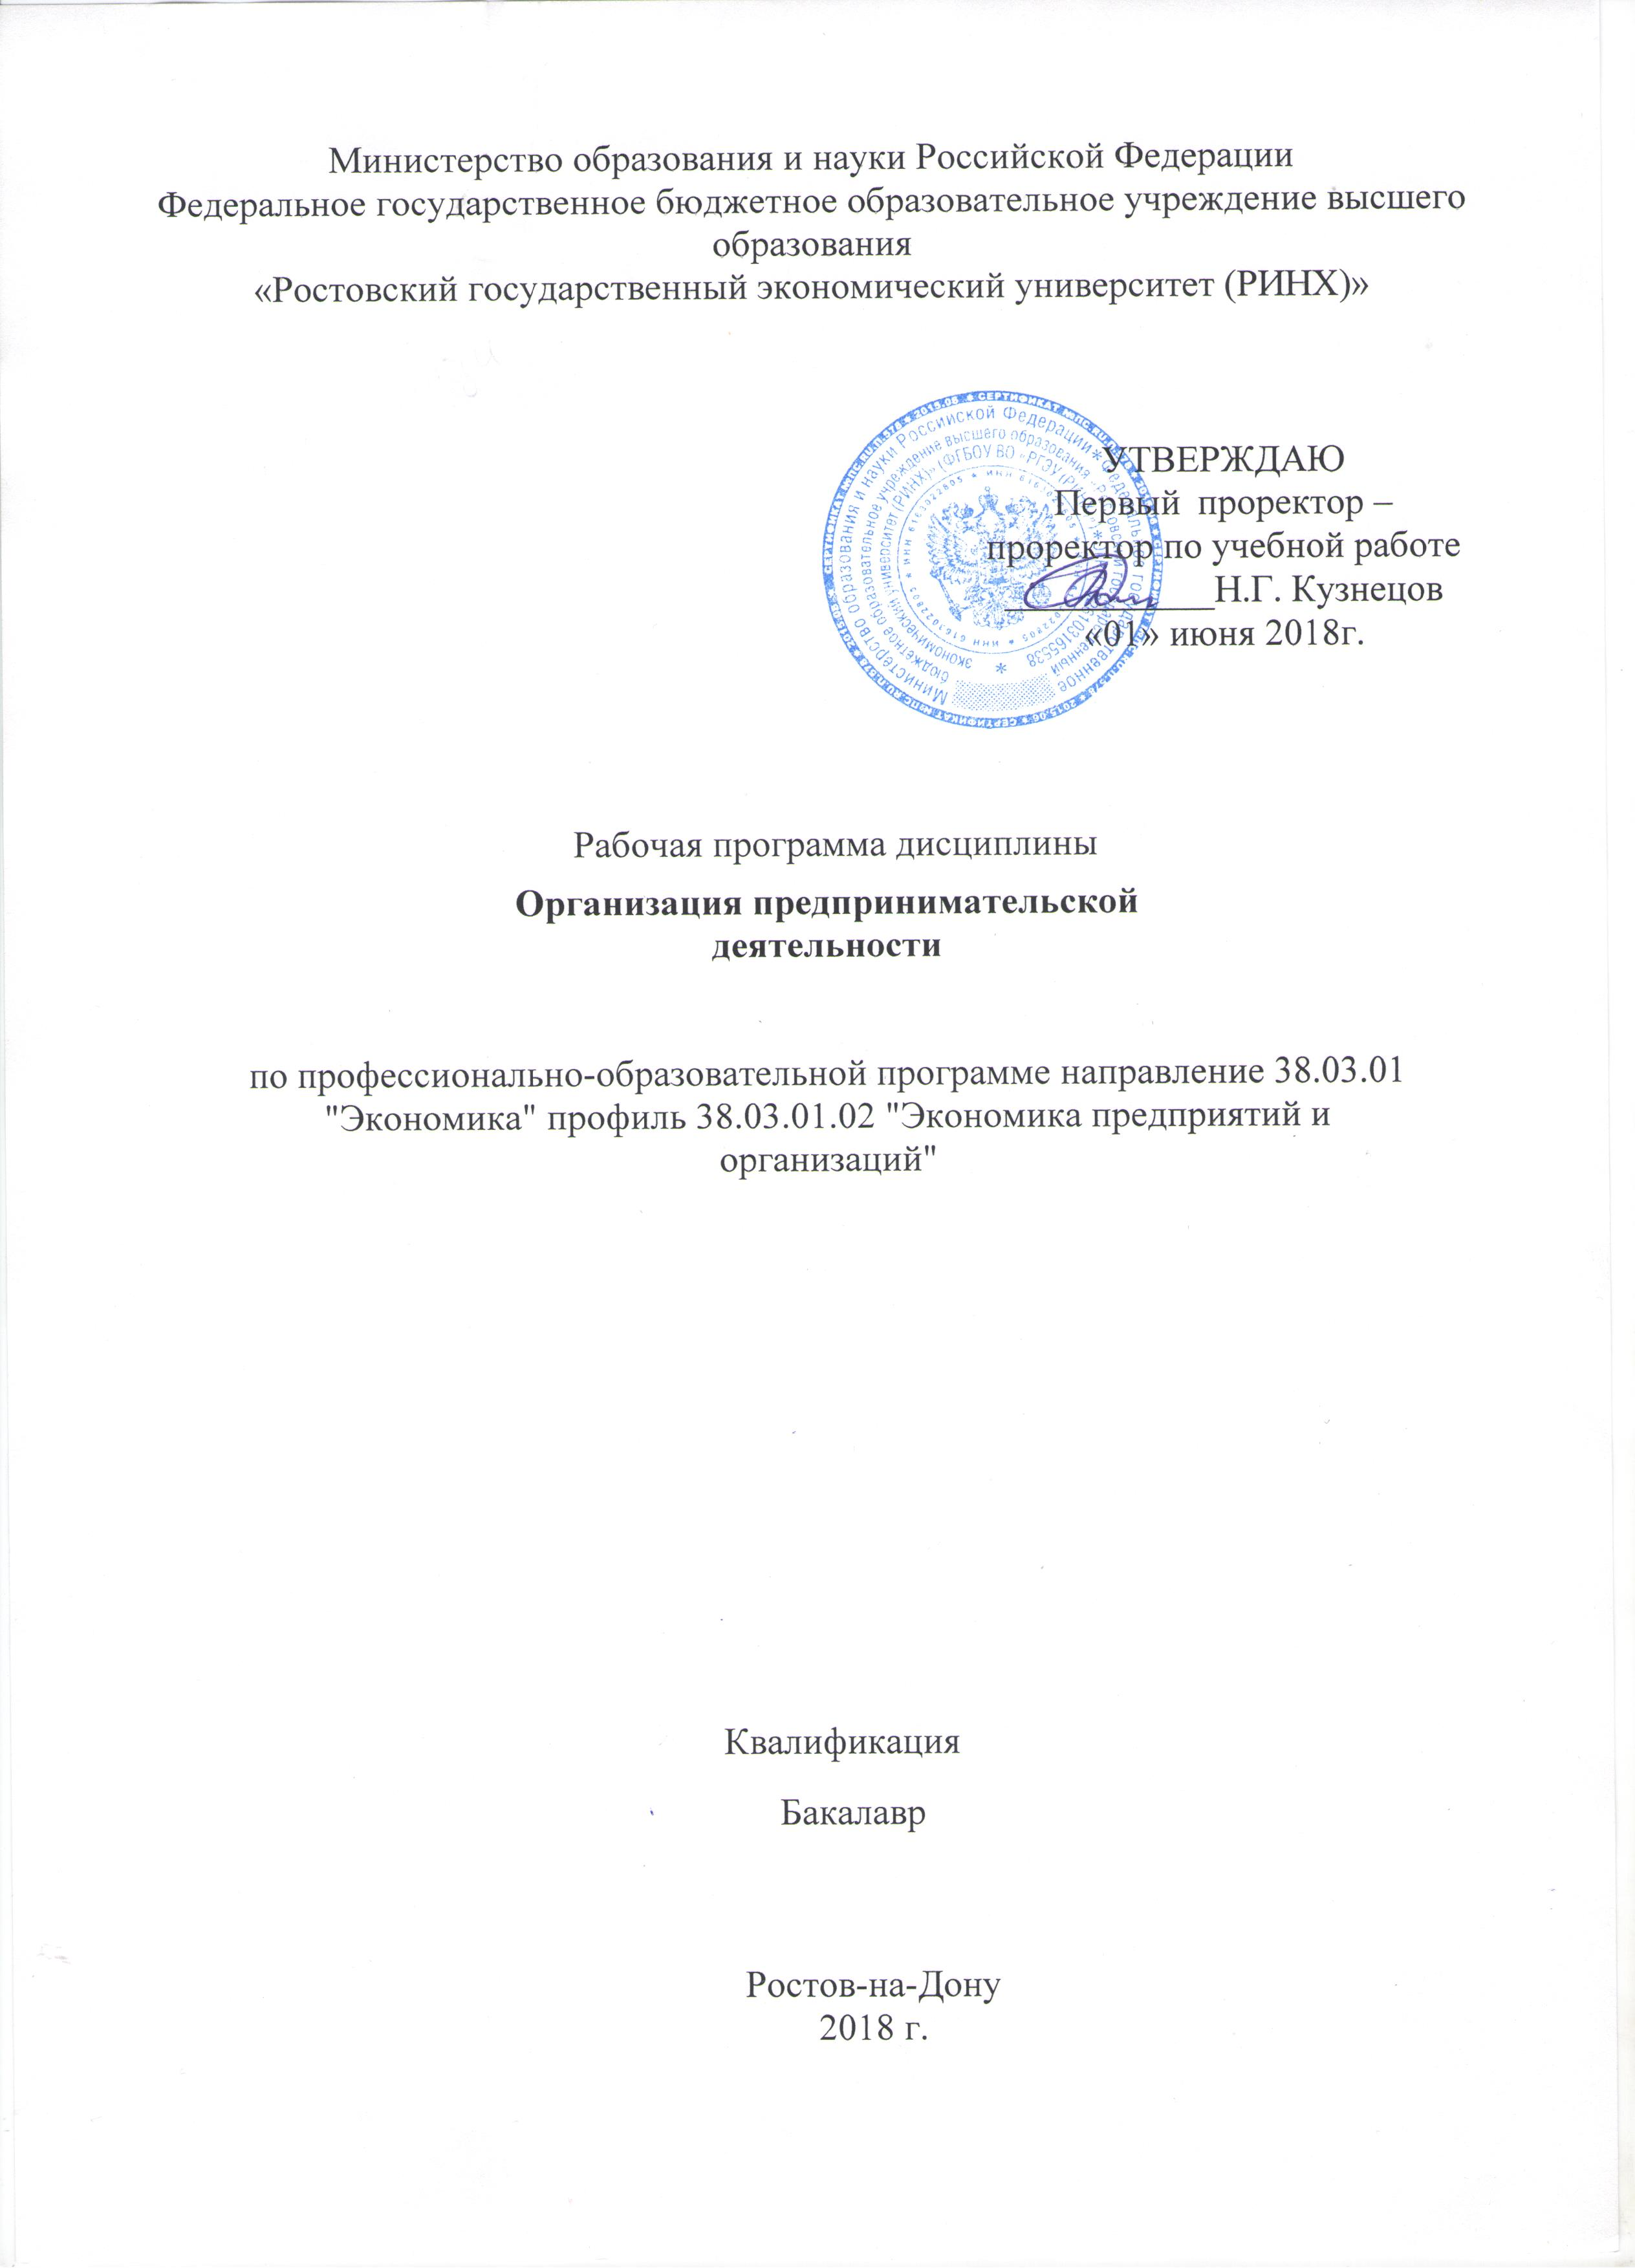 Министерство образования и науки Российской Федерации
Федеральное государственное бюджетное образовательное учреждение высшего
образования
«Ростовский государственный экономический университет (РИНХ)»
УТВЕРЖДАЮ
Первый проректор –
проректор по учебной работе
Н.Г. Кузнецов
«01» июня 2018г.
Рабочая программа дисциплины
Организация предпринимательской
деятельности
по профессионально-образовательной программе направление 38.03.01
"Экономика" профиль 38.03.01.02 "Экономика предприятий и
организаций"
Квалификация
Бакалавр
Ростов-на-Дону
2018 г.